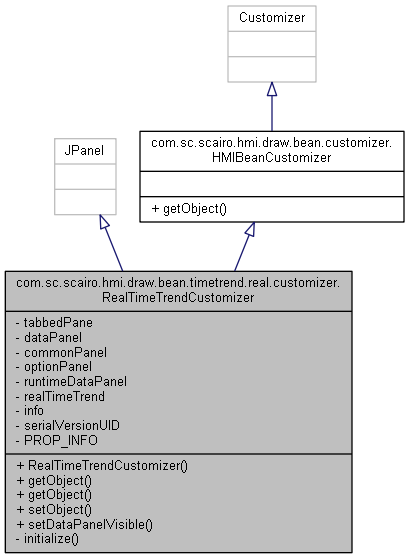 Customizer
JPanel
com.sc.scairo.hmi.draw.bean.customizer.
HMIBeanCustomizer
+ getObject()
com.sc.scairo.hmi.draw.bean.timetrend.real.customizer.
RealTimeTrendCustomizer
- tabbedPane
- dataPanel
- commonPanel
- optionPanel
- runtimeDataPanel
- realTimeTrend
- info
- serialVersionUID
- PROP_INFO
+ RealTimeTrendCustomizer()
+ getObject()
+ getObject()
+ setObject()
+ setDataPanelVisible()
- initialize()